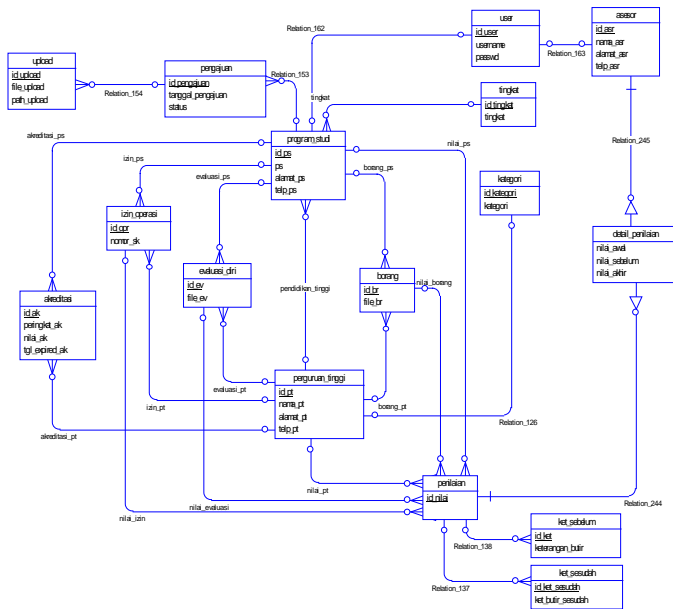 Relation_162
user
id_user
username
passwd
Relation_163
asesor
id_asr
nama_asr
alamat_asr
telp_asr
upload
id_upload
file_upload
path_upload
Relation_154
pengajuan
id_pengajuan
tanggal_pengajuan
status
Relation_153
tingkat
tingkat
id_tingkat
tingkat
akreditasi_ps
izin_ps
evaluasi_ps
program_studi
id_ps
ps
alamat_ps
telp_ps
nilai_ps
borang_ps
Relation_245
kategori
id_kategori
kategori
izin_operasi
id_opr
nomor_sk
detail_penilaian
nilai_awal
nilai_sebelum
nilai_akhir
evaluasi_diri
id_ev
file_ev
pendidikan_tinggi
borang
id_br
file_br
nilai_borang
akreditasi
id_ak
peringkat_ak
nilai_ak
tgl_expired_ak
perguruan_tinggi
id_pt
nama_pt
alamat_pt
telp_pt
evaluasi_pt
izin_pt
borang_pt
Relation_126
akreditasi_pt
nilai_pt
penilaian
id_nilai
nilai_izin
nilai_evaluasi
Relation_244
Relation_138
ket_sebelum
id_ket
keterangan_butir
Relation_137
ket_sesudah
id_ket_sesudah
ket_butir_sesudah